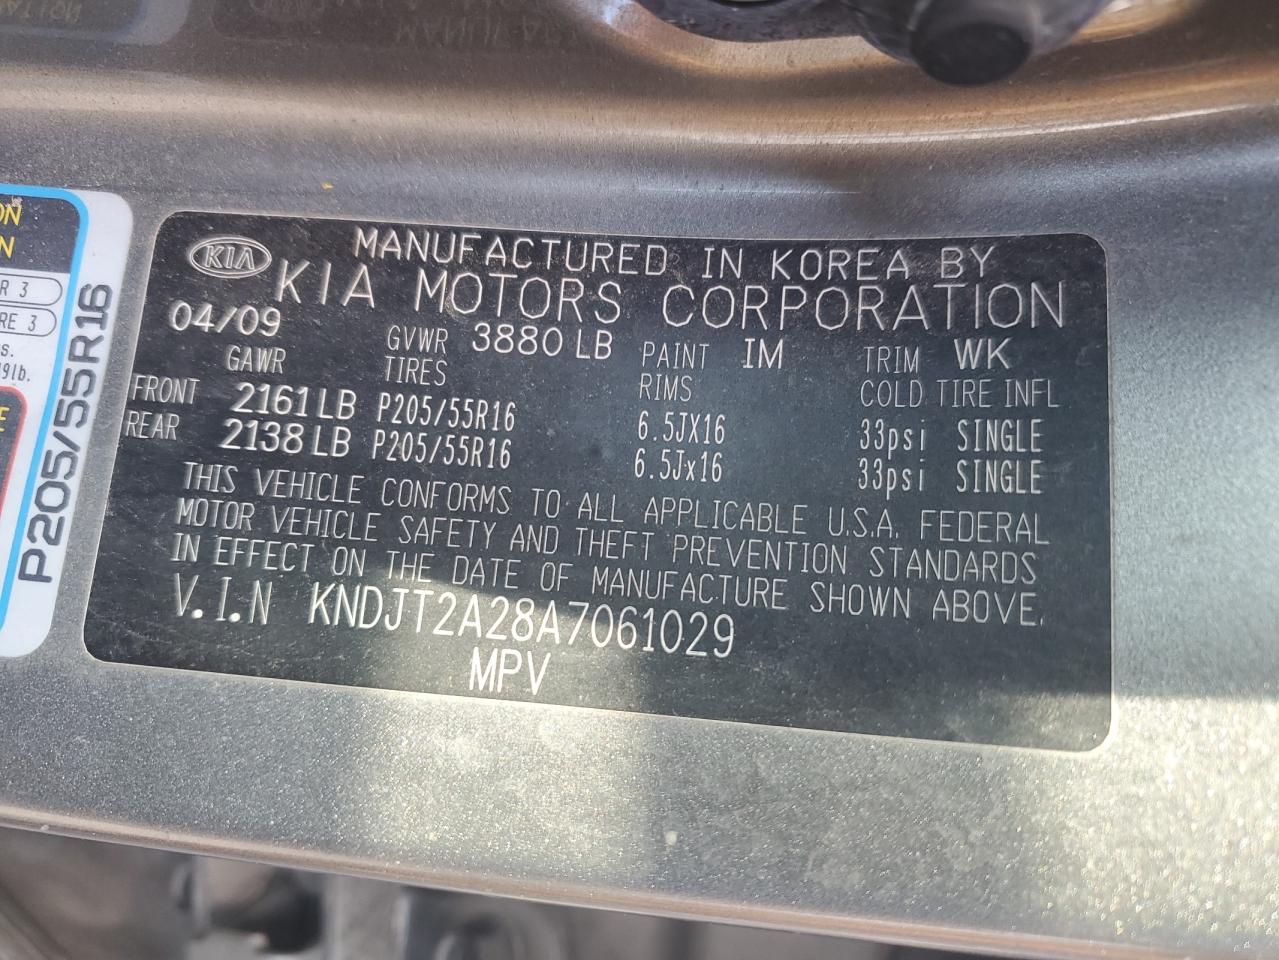 KIA
MANUFACTURED IN KOREA BY
KIA MOTORS CORPORATION
04/09 GVWR 3880 LB PAINT IM TRIM WK
GAWR TIRES RIMS COLD TIRE INFL
FRONT 2161 LB P205/55R16 6.5JX16 33psi SINGLE
REAR 2138 LB P205/55R16 6.5Jx16 33psi SINGLE
THIS VEHICLE CONFORMS TO ALL APPLICABLE U.S.A. FEDERAL
MOTOR VEHICLE SAFETY AND THEFT PREVENTION STANDARDS
IN EFFECT ON THE DATE OF MANUFACTURE SHOWN ABOVE.
V.I.N KNDJT2A28A7061029
MPV
P205/55R16